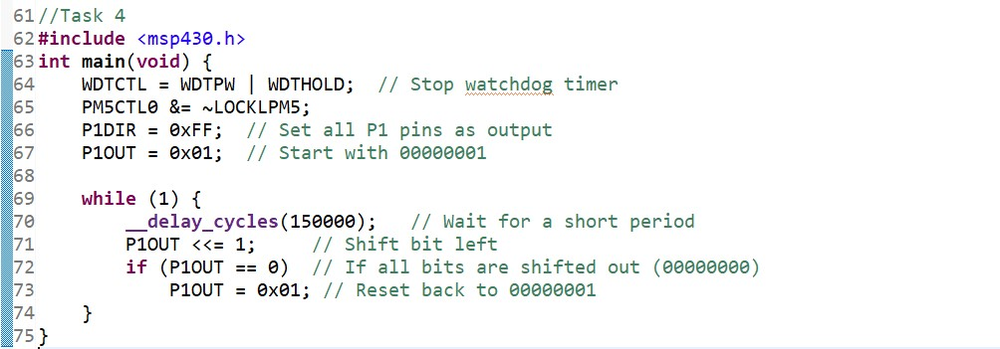 61 //Task 4
62 #include <msp430.h>
63 int main(void) {
64     WDTCTL = WDTPW | WDTHOLD;  // Stop watchdog timer
65     PM5CTL0 &= ~LOCKLPM5;
66     P1DIR = 0xFF;  // Set all P1 pins as output
67     P1OUT = 0x01;  // Start with 00000001
68
69     while (1) {
70         __delay_cycles(150000);   // Wait for a short period
71         P1OUT <<= 1;     // Shift bit left
72         if (P1OUT == 0)  // If all bits are shifted out (00000000)
73             P1OUT = 0x01; // Reset back to 00000001
74     }
75 }